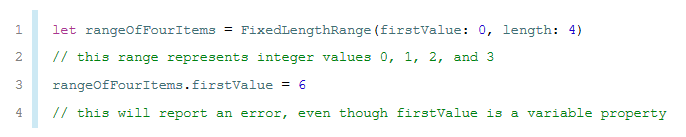 1 let rangeOfFourItems = FixedLengthRange(firstValue: 0, length: 4)
2 // this range represents integer values 0, 1, 2, and 3
3 rangeOfFourItems.firstValue = 6
4 // this will report an error, even though firstValue is a variable property